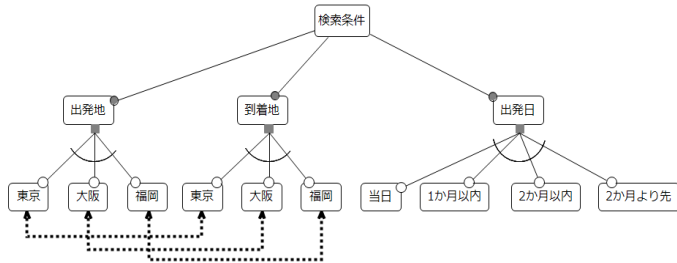 検索条件
出発地
到着地
出発日
東京
大阪
福岡
東京
大阪
福岡
当日
1か月以内
2か月以内
2か月より先